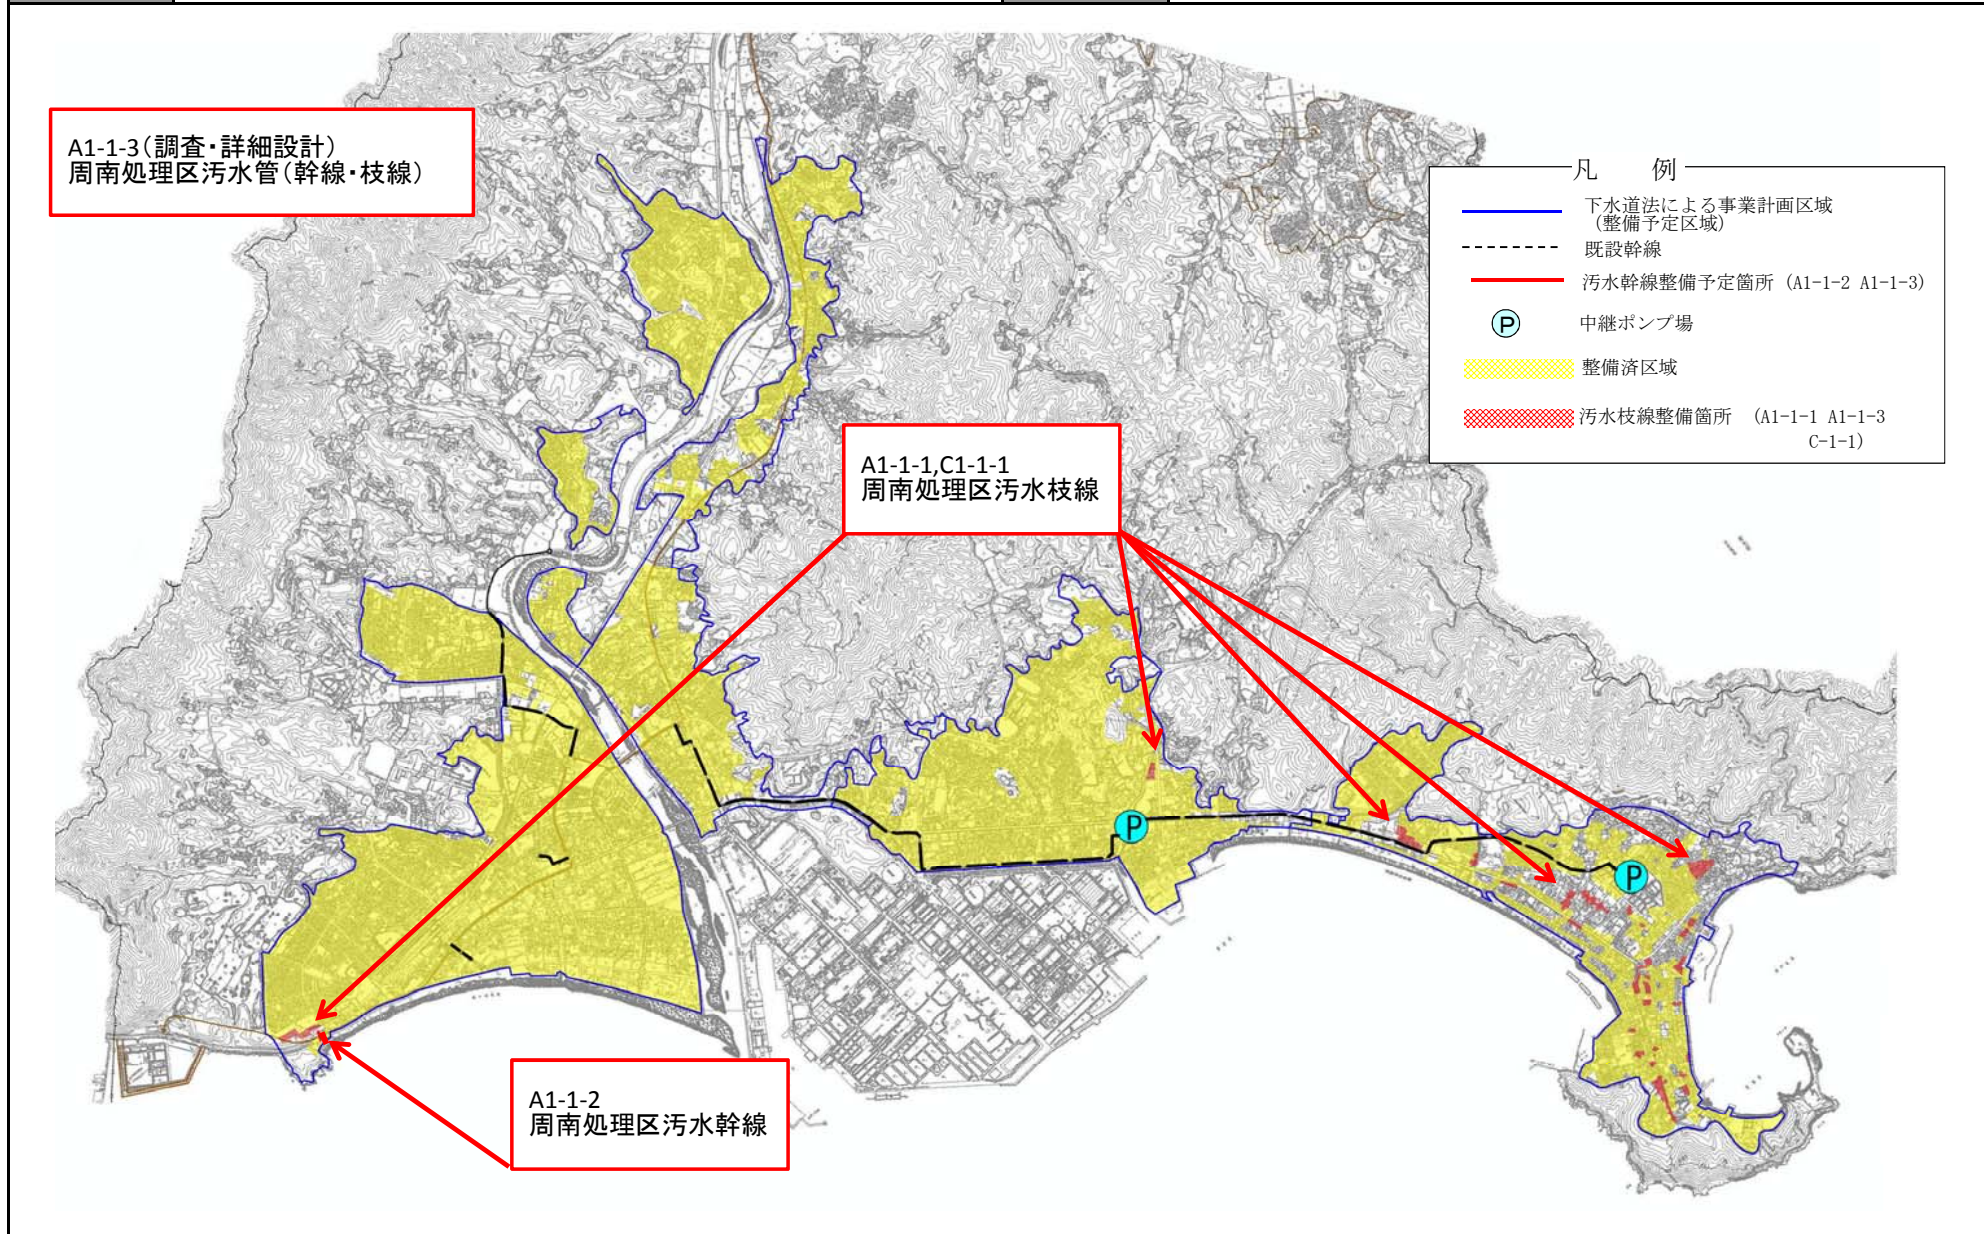 A1-1-3(調査・詳細設計)
周南処理区汚水管(幹線・枝線)
凡 例
下水道法による事業計画区域
(整備予定区域)
既設幹線
汚水幹線整備予定箇所 (A1-1-2 A1-1-3)
P 中継ポンプ場
整備済区域
汚水枝線整備箇所 (A1-1-1 A1-1-3
C-1-1)
A1-1-1,C1-1-1
周南処理区汚水枝線
P
P
A1-1-2
周南処理区汚水幹線